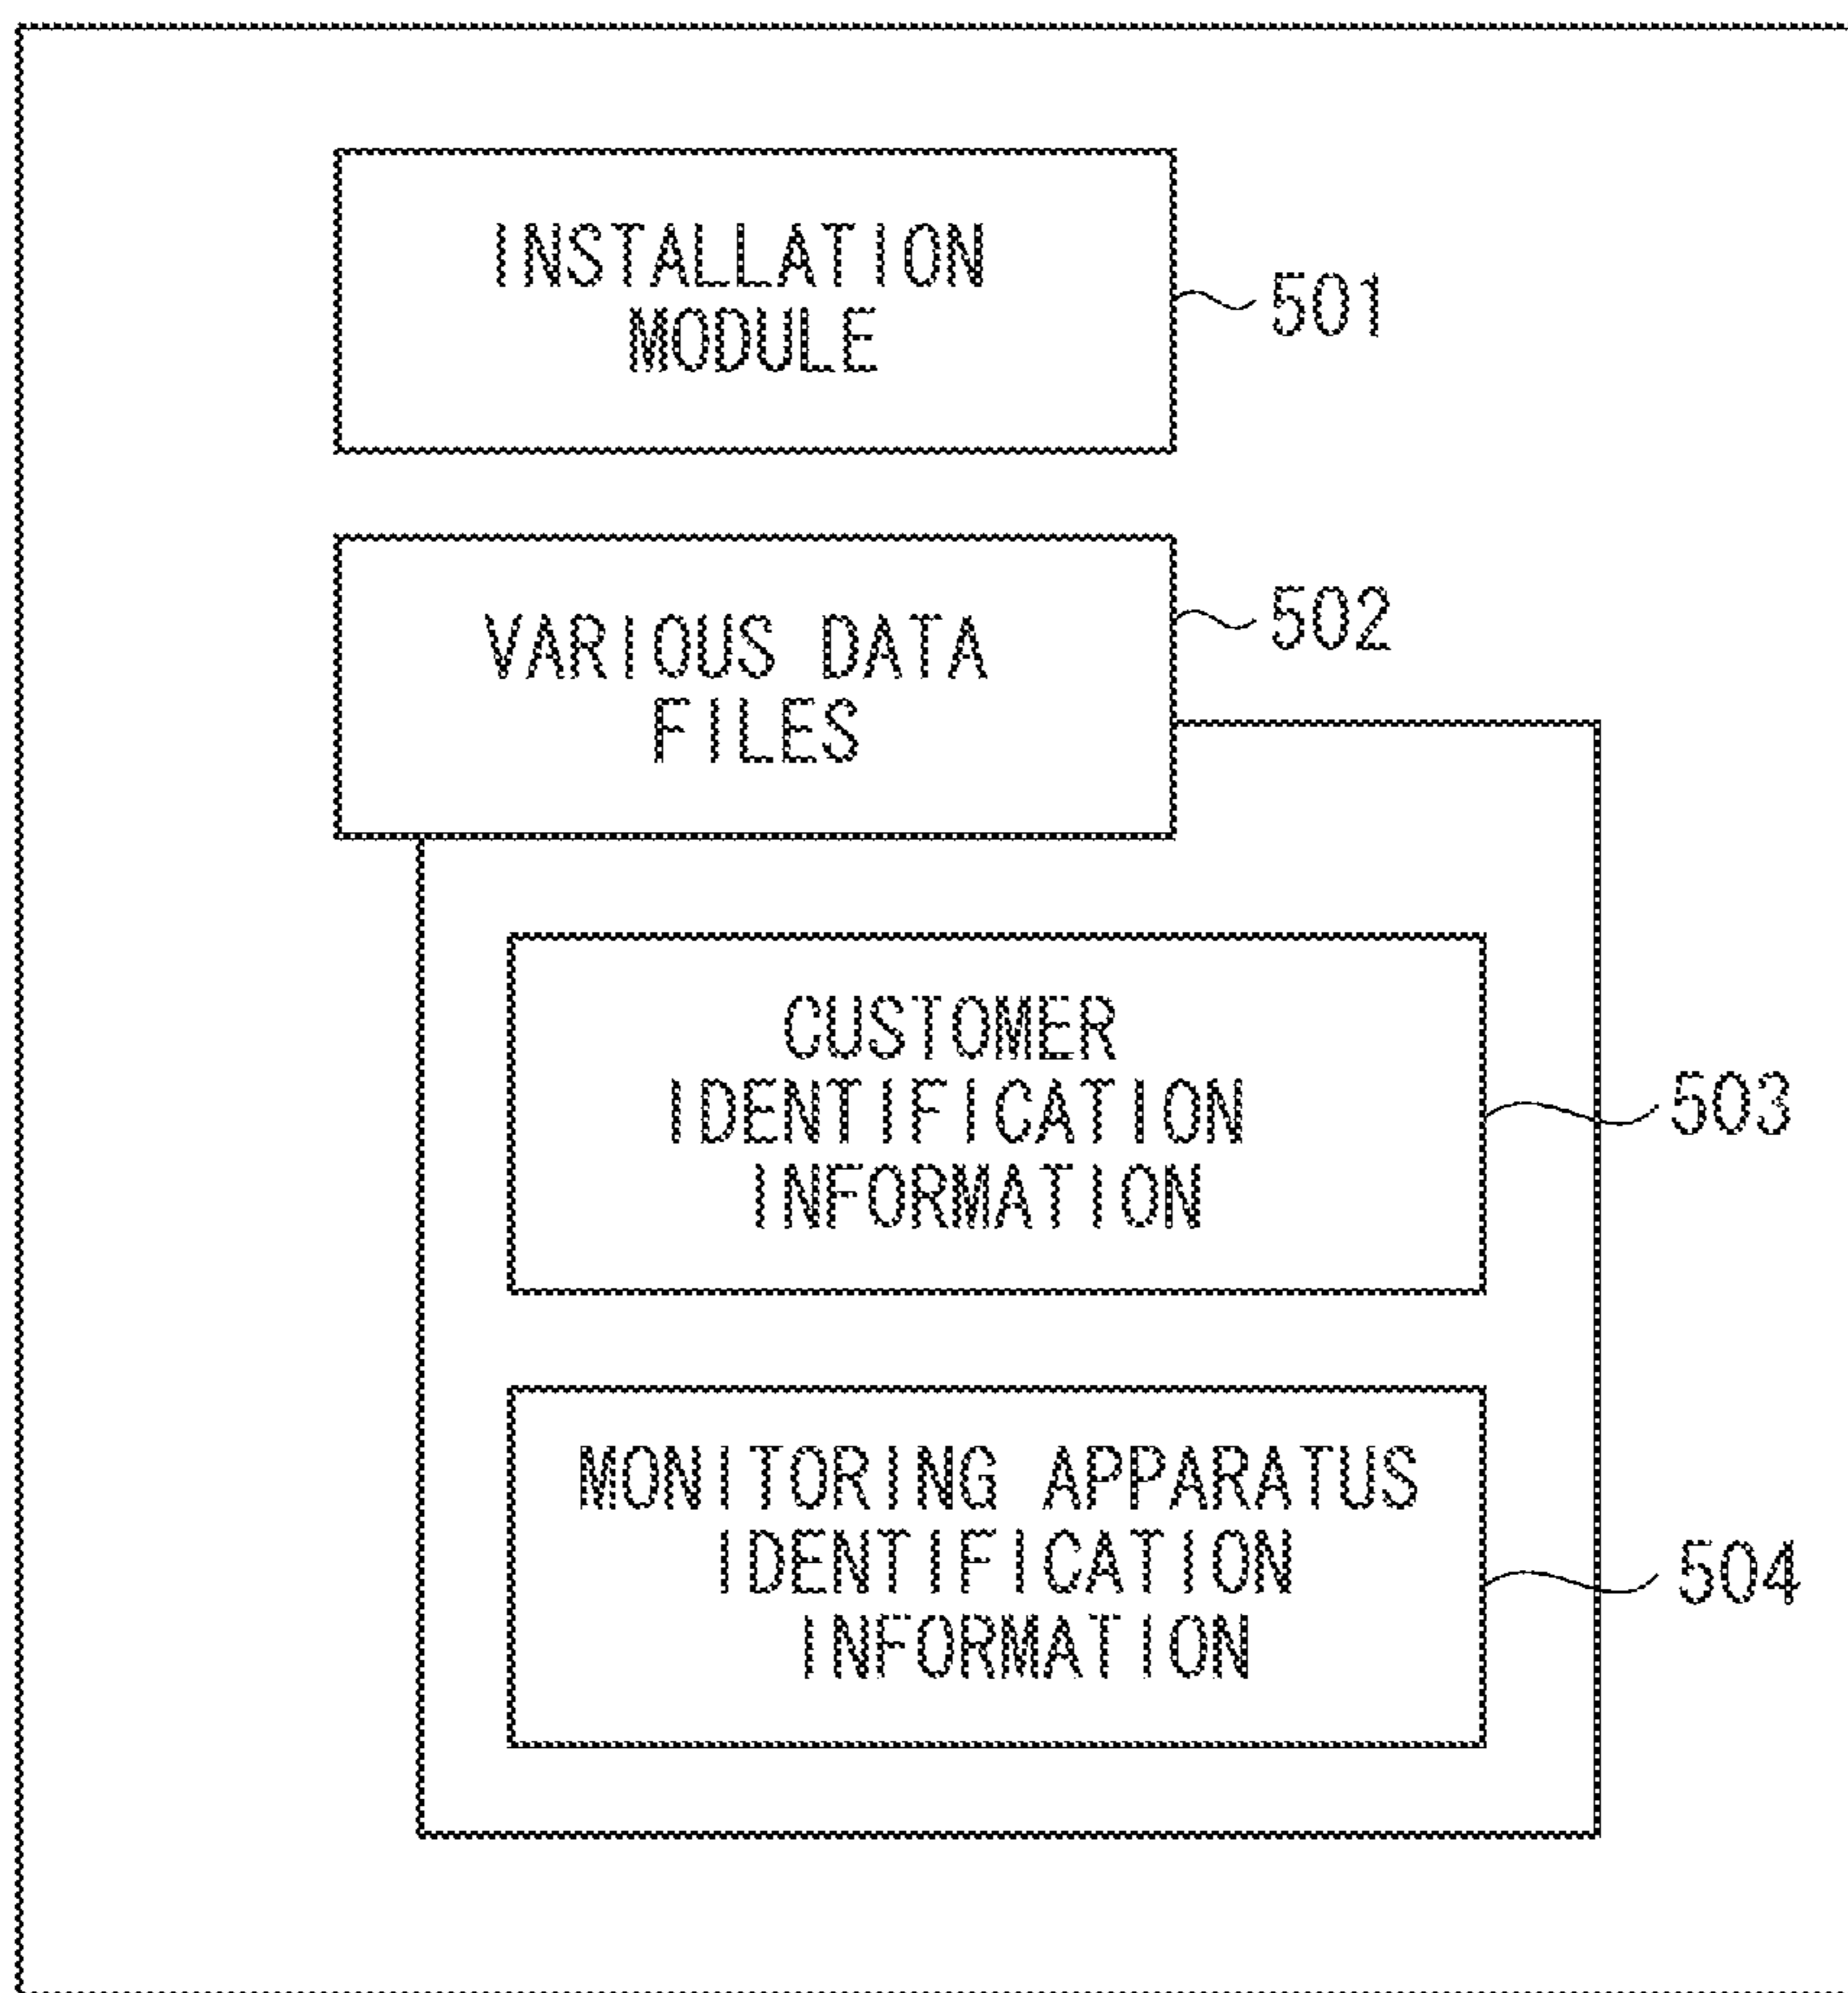 INSTALLATION
MODULE
501
VARIOUS DATA
FILES
502
CUSTOMER
IDENTIFICATION
INFORMATION
503
MONITORING APPARATUS
IDENTIFICATION
INFORMATION
504